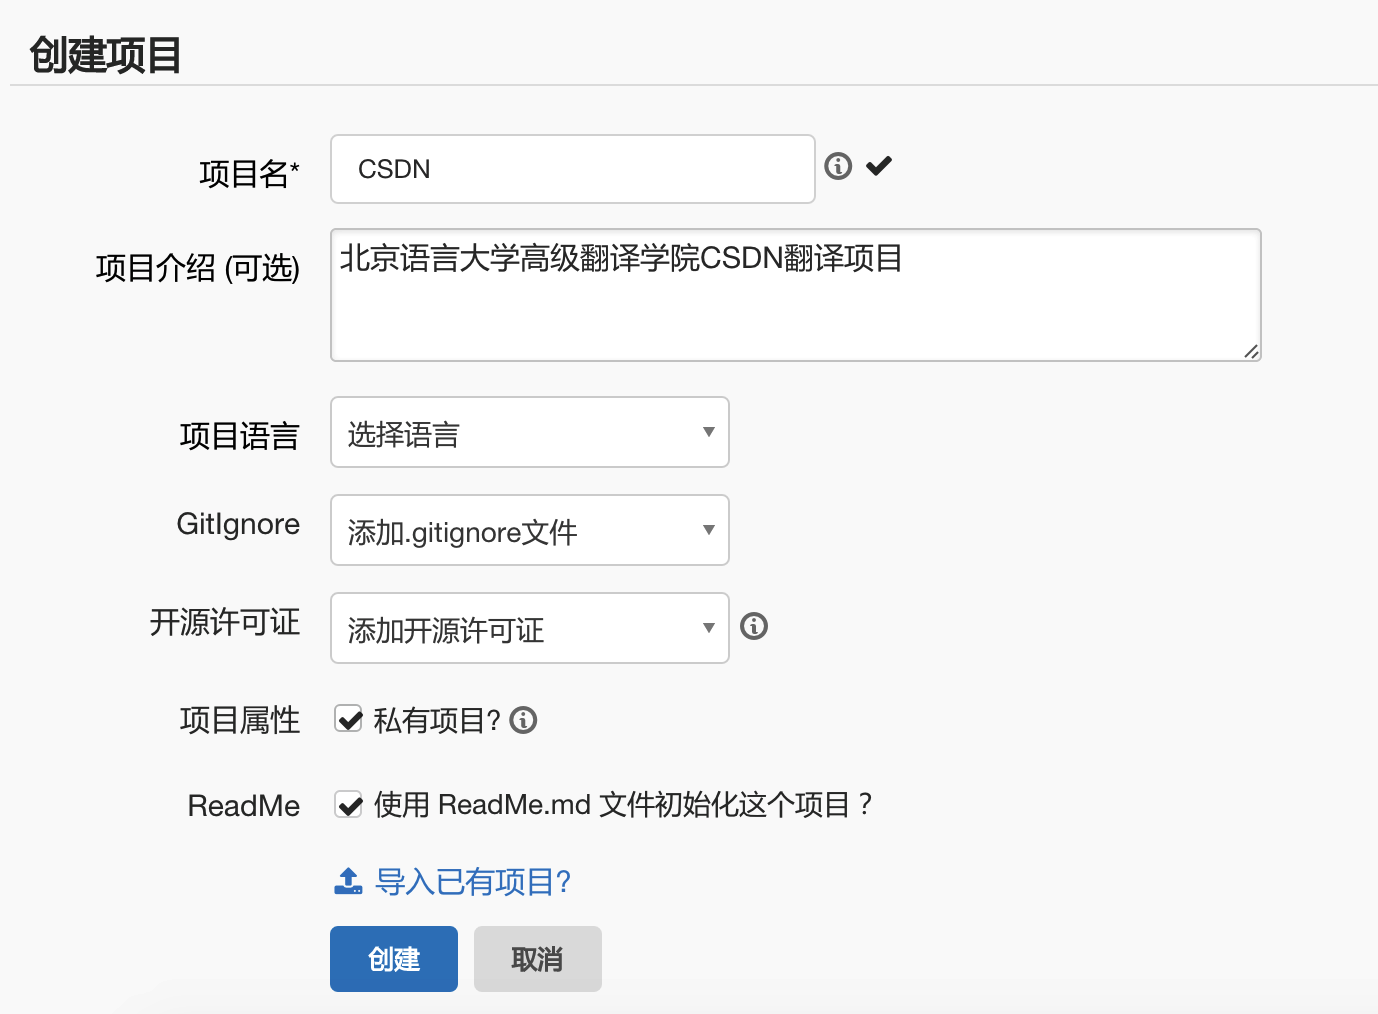 创建项目
项目名* CSDN
项目介绍 (可选) 北京语言大学高级翻译学院CSDN翻译项目
项目语言 选择语言
GitIgnore 添加.gitignore文件
开源许可证 添加开源许可证
项目属性 私有项目?
ReadMe 使用 ReadMe.md 文件初始化这个项目？
导入已有项目?
创建 取消